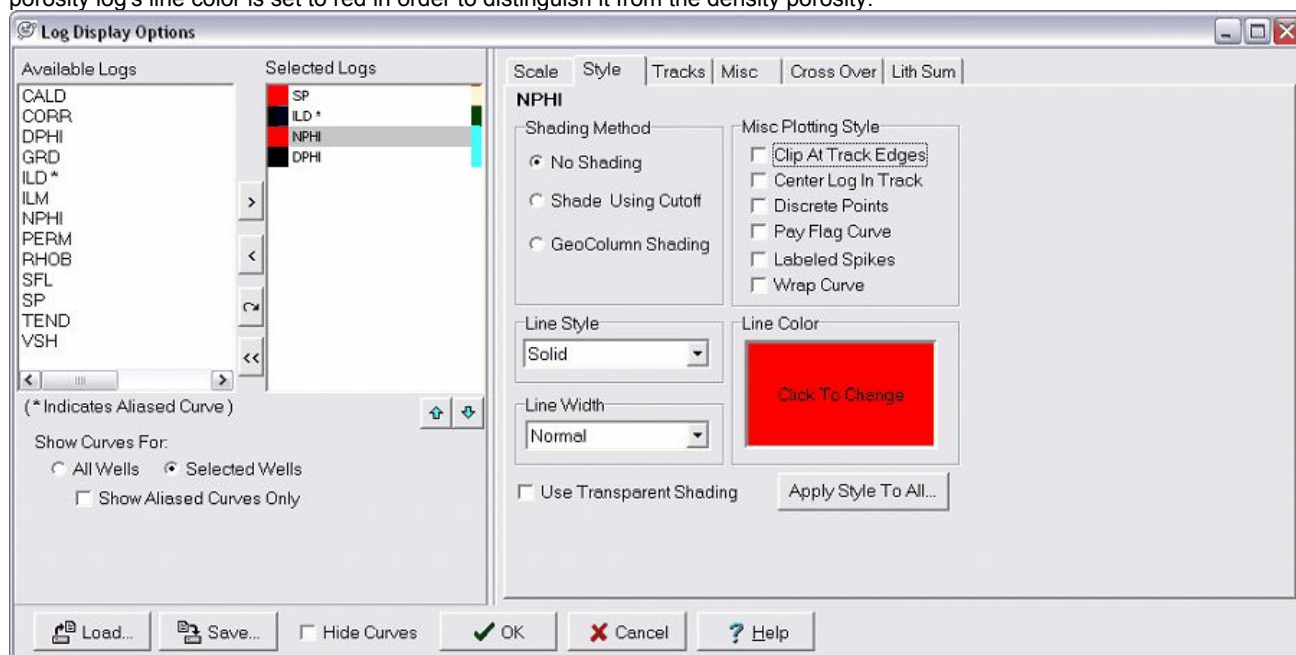 porosity log's line color is set to red in order to distinguish it from the density porosity.
Log Display Options
Available Logs
CALD
CORR
DPHI
GRD
ILD *
ILM
NPHI
PERM
RHOB
SFL
SP
TEND
VSH
>
<
<<
Selected Logs
SP
ILD *
NPHI
DPHI
(* Indicates Aliased Curve)
Show Curves For:
All Wells Selected Wells
Show Aliased Curves Only
Scale Style Tracks Misc Cross Over Lith Sum
NPHI
Shading Method
No Shading
Shade Using Cutoff
GeoColumn Shading
Misc Plotting Style
Clip At Track Edges
Center Log In Track
Discrete Points
Pay Flag Curve
Labeled Spikes
Wrap Curve
Line Style
Solid
Line Width
Normal
Line Color
Click To Change
Use Transparent Shading
Apply Style To All...
Load... Save... Hide Curves OK Cancel ? Help